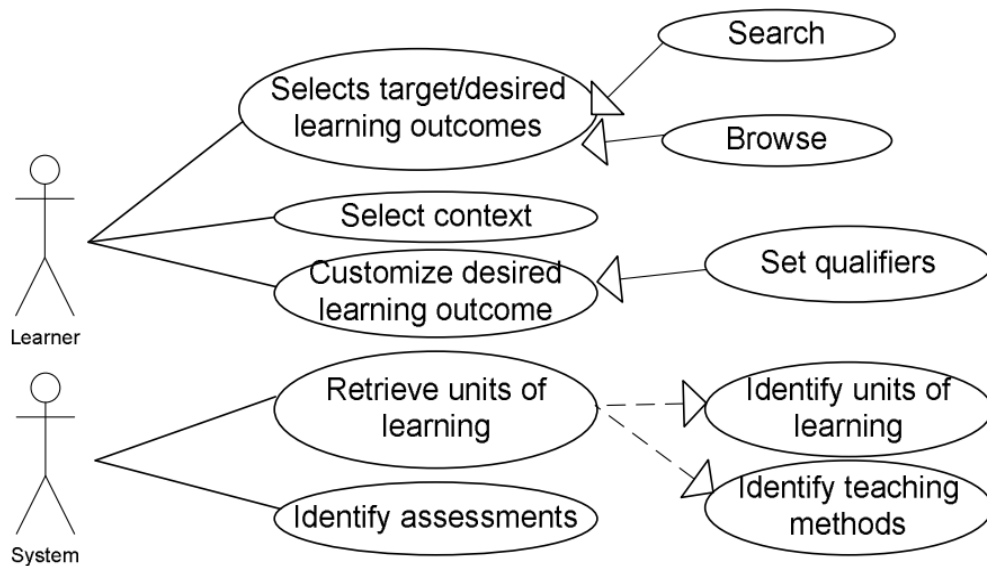 Search
Selects target/desired
learning outcomes
Browse
Select context
Customize desired
learning outcome
Set qualifiers
Learner
Retrieve units of
learning
Identify units of
learning
Identify assessments
Identify teaching
methods
System